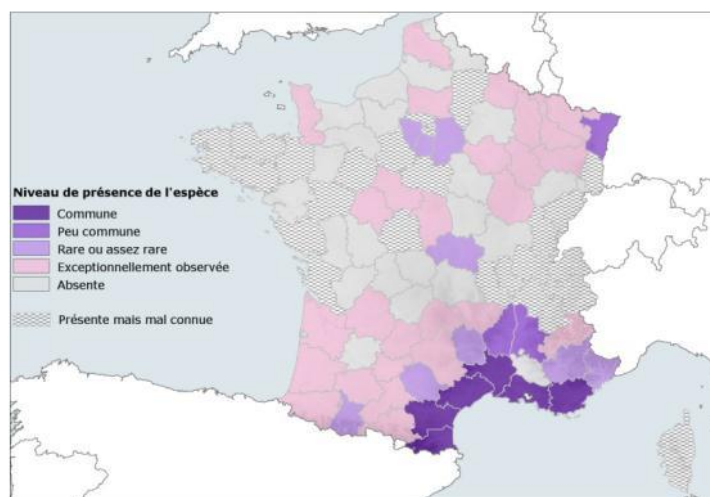 Niveau de présence de l'espèce
Commune
Peu commune
Rare ou assez rare
Exceptionnellement observée
Absente
Présente mais mal connue